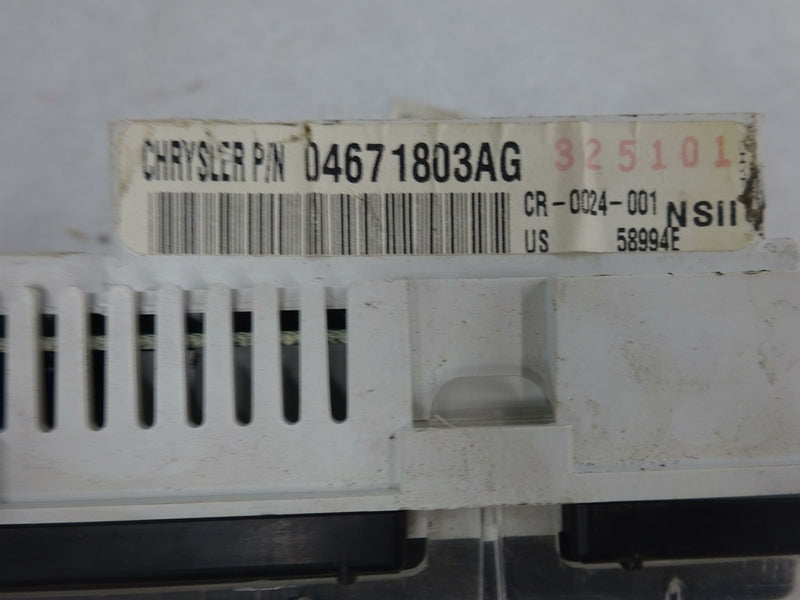 CHRYSLER P/N 04671803AG 325101
CR-0024-001 NSII
US 58994E